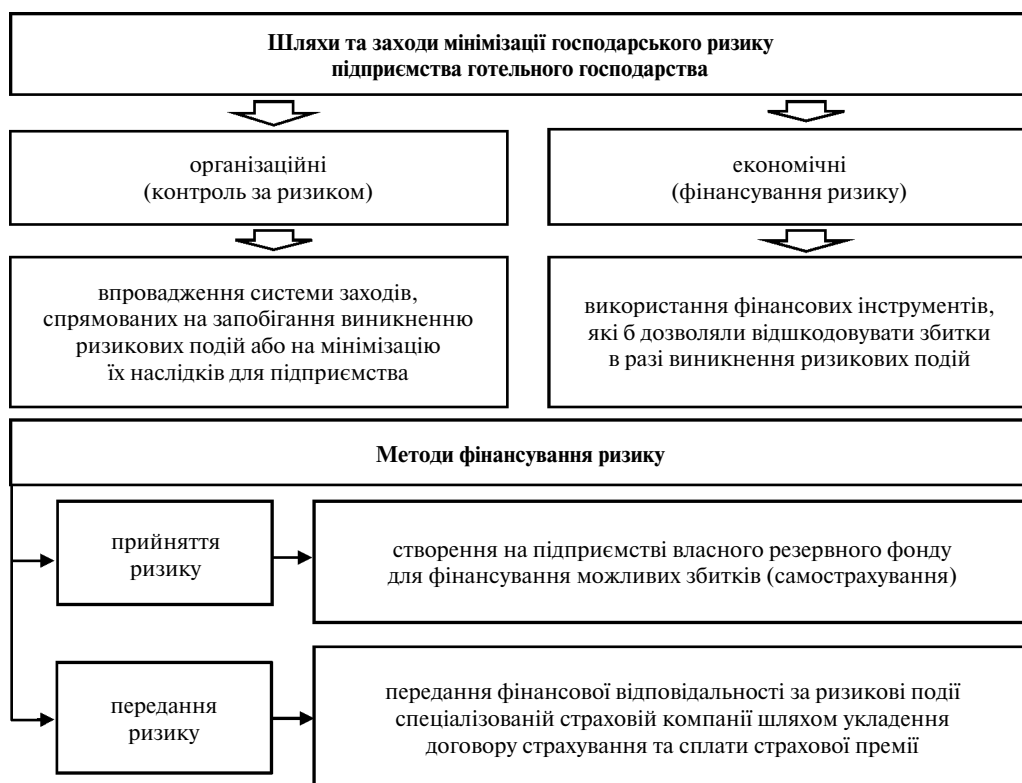 Шляхи та заходи мінімізації господарського ризику
підприємства готельного господарства
організаційні
(контроль за ризиком)
економічні
(фінансування ризику)
впровадження системи заходів,
спрямованих на запобігання виникненню
ризикових подій або на мінімізацію
їх наслідків для підприємства
використання фінансових інструментів,
які б дозволяли відшкодовувати збитки
в разі виникнення ризикових подій
Методи фінансування ризику
прийняття
ризику
створення на підприємстві власного резервного фонду
для фінансування можливих збитків (самострахування)
передання
ризику
передання фінансової відповідальності за ризикові події
спеціалізованій страховій компанії шляхом укладення
договору страхування та сплати страхової премії